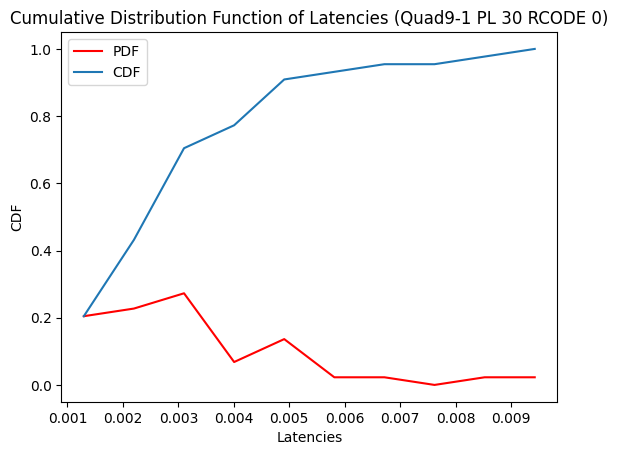 Cumulative Distribution Function of Latencies (Quad9-1 PL 30 RCODE 0)
PDF
CDF
1.0
0.8
0.6
0.4
0.2
0.0
CDF
0.001 0.002 0.003 0.004 0.005 0.006 0.007 0.008 0.009
Latencies